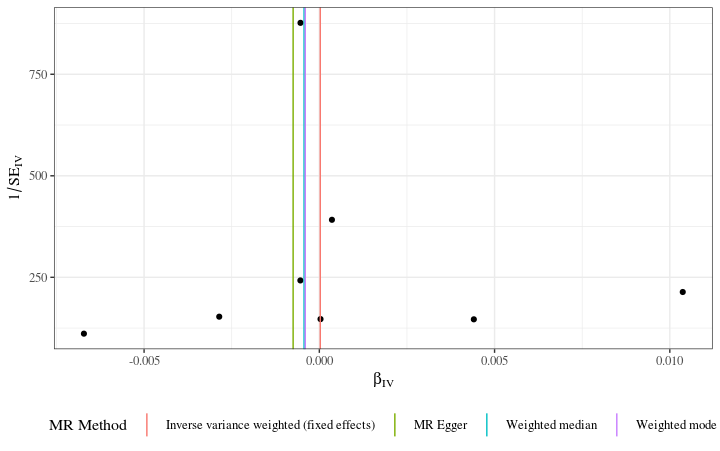 750
500
250
1/SE_IV
-0.005 0.000 0.005 0.010
β_IV
MR Method Inverse variance weighted (fixed effects) MR Egger Weighted median Weighted mode